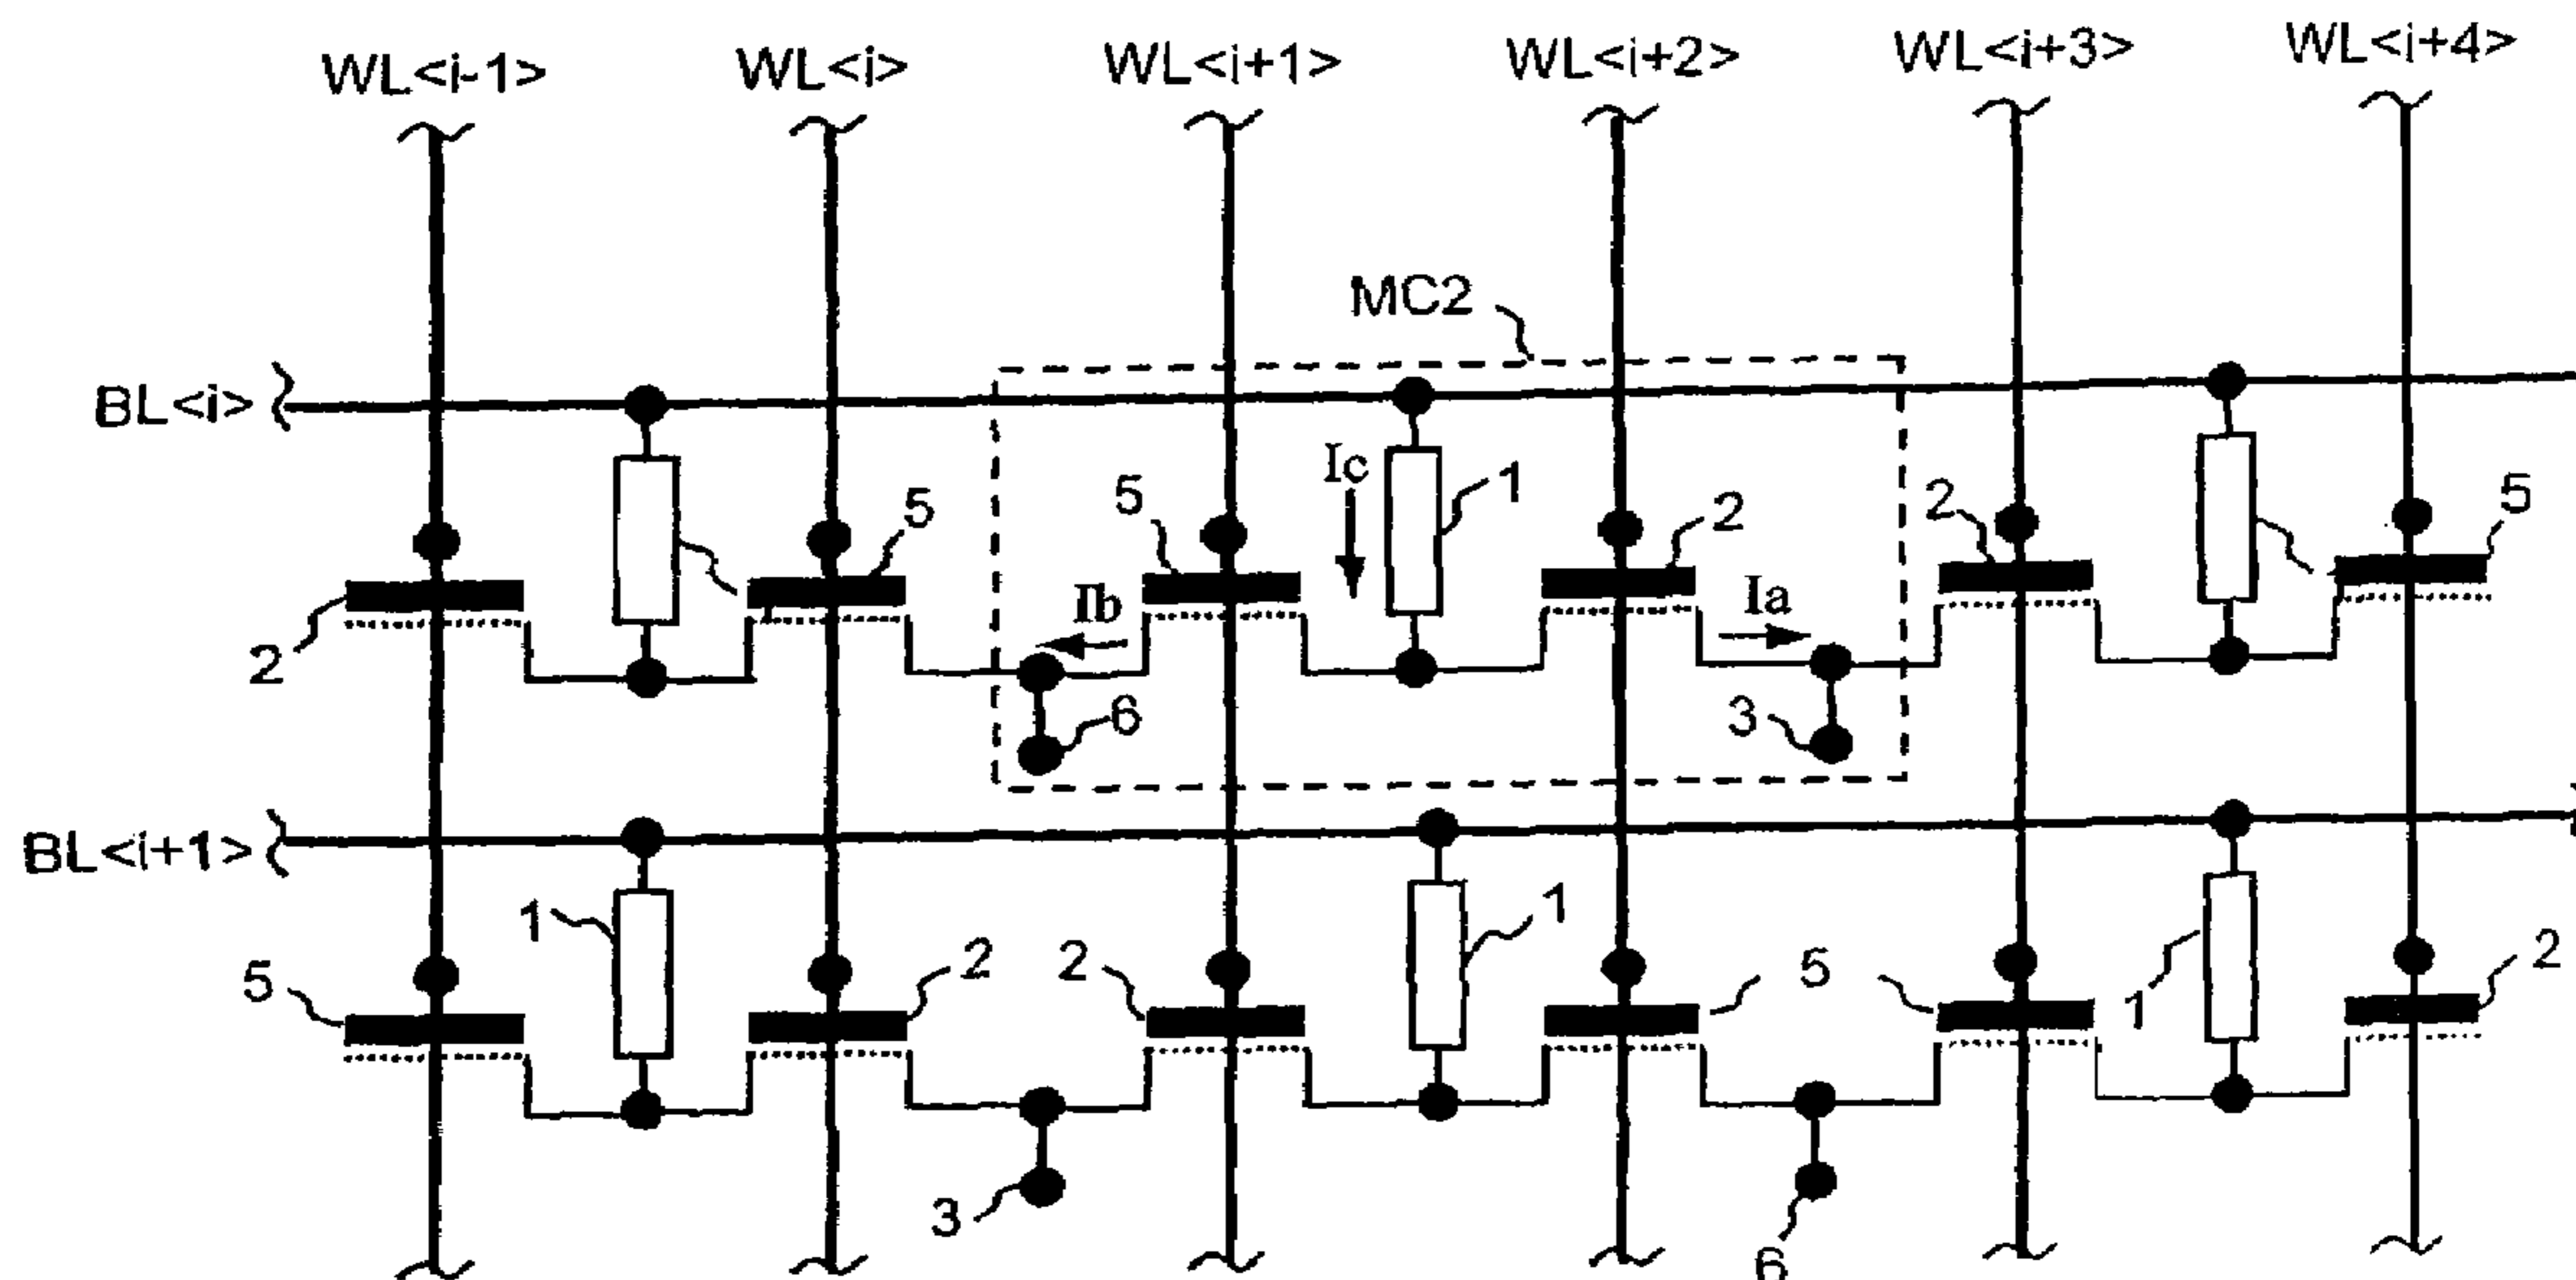 WL<i-1> WL<i> WL<i+1> WL<i+2> WL<i+3> WL<i+4>
MC2
BL<i>
5 5 Ic 1 2 2 5
2 Ib Ia
6 3
BL<i+1>
1 1
5 2 2 5 1 2
3 6